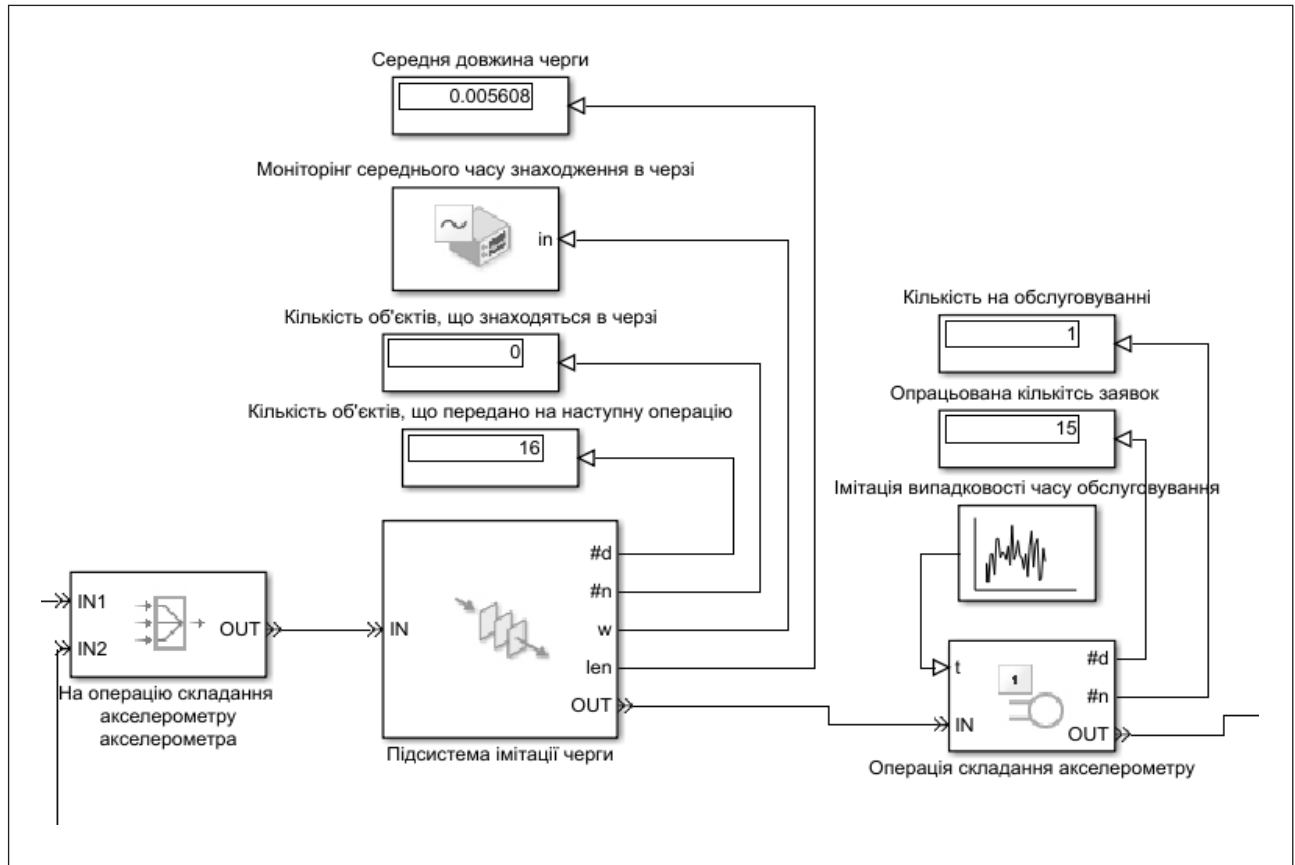 Середня довжина черги
0.005608
Моніторінг середнього часу знаходження в черзі
in
Кількість об'єктів, що знаходяться в черзі
0
Кількість об'єктів, що передано на наступну операцію
16
Кількість на обслуговуванні
1
Опрацьована кількітсь заявок
15
Імітація випадковості часу обслуговування
IN1
IN2
OUT
На операцію складання
акселерометру
акселерометра
IN
#d
#n
w
len
OUT
Підсистема імітації черги
t
IN
1
#d
#n
OUT
Операція складання акселерометру